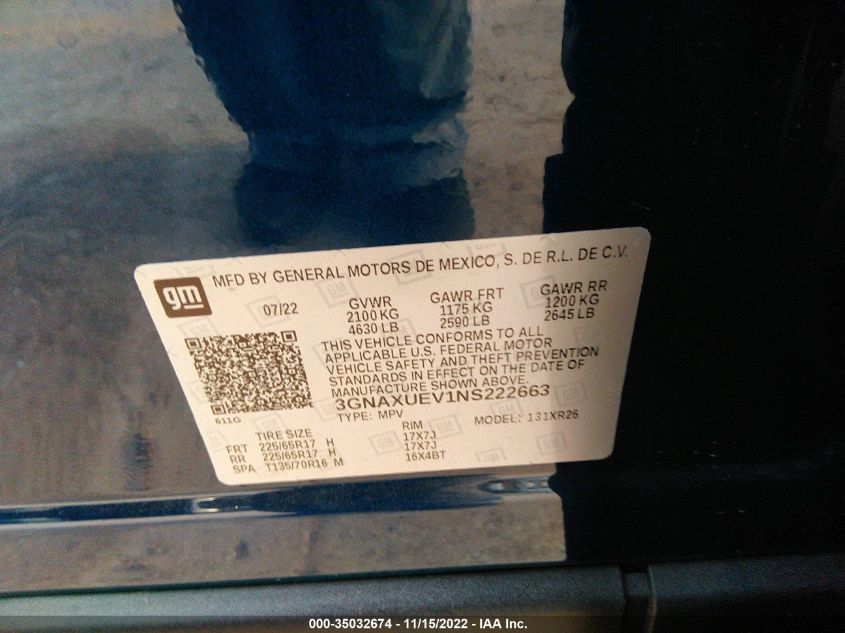 gm
MFD BY GENERAL MOTORS DE MEXICO, S. DE R.L. DE C.V.
07/22
GVWR
2100 KG
4630 LB
GAWR FRT
1175 KG
2590 LB
GAWR RR
1200 KG
2645 LB
THIS VEHICLE CONFORMS TO ALL
APPLICABLE U.S. FEDERAL MOTOR
VEHICLE SAFETY AND THEFT PREVENTION
STANDARDS IN EFFECT ON THE DATE OF
MANUFACTURE SHOWN ABOVE.
3GNAXUEV1NS222663
TYPE: MPV MODEL: 131XR26
611G
TIRE SIZE RIM
FRT 225/65R17 H 17X7J
RR 225/65R17 H 17X7J
SPA T135/70R16 M 16X4BT
000-35032674 - 11/15/2022 - IAA Inc.